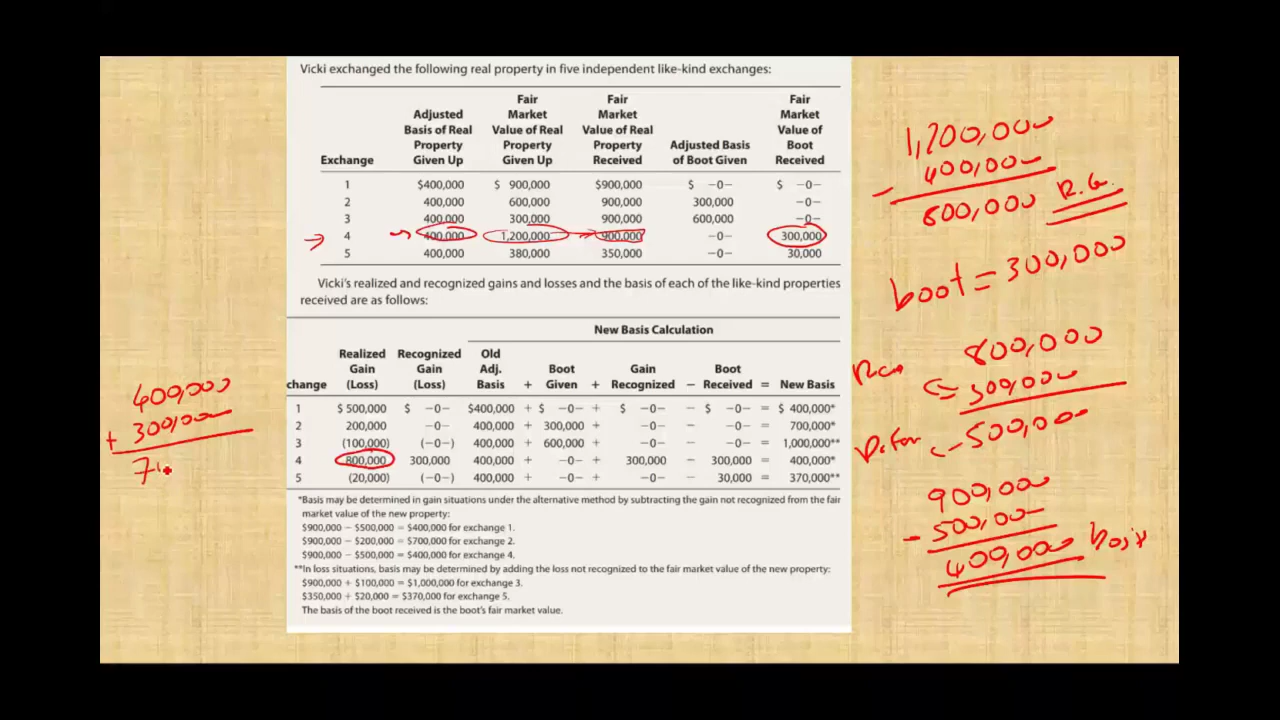 Vicki exchanged the following real property in five independent like-kind exchanges:
Exchange Adjusted Basis of Real Property Given Up Fair Market Value of Real Property Given Up Fair Market Value of Real Property Received Adjusted Basis of Boot Given Fair Market Value of Boot Received
1 $400,000 $ 900,000 $900,000 $ –0– $ –0–
2 400,000 600,000 900,000 300,000 –0–
3 400,000 300,000 900,000 600,000 –0–
4 400,000 1,200,000 900,000 –0– 300,000
5 400,000 380,000 350,000 –0– 30,000
Vicki's realized and recognized gains and losses and the basis of each of the like-kind properties
received are as follows:
New Basis Calculation
change Realized Gain (Loss) Recognized Gain (Loss) Old Adj. Basis + Boot Given + Gain Recognized − Boot Received = New Basis
1 $ 500,000 $ –0– $400,000 + $ –0– + $ –0– − $ –0– = $ 400,000*
2 200,000 –0– 400,000 + 300,000 + –0– − –0– = 700,000*
3 (100,000) (–0–) 400,000 + 600,000 + –0– − –0– = 1,000,000**
4 800,000 300,000 400,000 + –0– + 300,000 − 300,000 = 400,000*
5 (20,000) (–0–) 400,000 + –0– + –0– − 30,000 = 370,000**
*Basis may be determined in gain situations under the alternative method by subtracting the gain not recognized from the fair
market value of the new property:
$900,000 − $500,000 = $400,000 for exchange 1.
$900,000 − $200,000 = $700,000 for exchange 2.
$900,000 − $500,000 = $400,000 for exchange 4.
**In loss situations, basis may be determined by adding the loss not recognized to the fair market value of the new property:
$900,000 + $100,000 = $1,000,000 for exchange 3.
$350,000 + $20,000 = $370,000 for exchange 5.
The basis of the boot received is the boot's fair market value.
1,200,000
− 400,000
800,000 R.G.
boot = 300,000
800,000
300,000
500,000
900,000
− 500,000
400,000 basis
400,000
+ 300,000